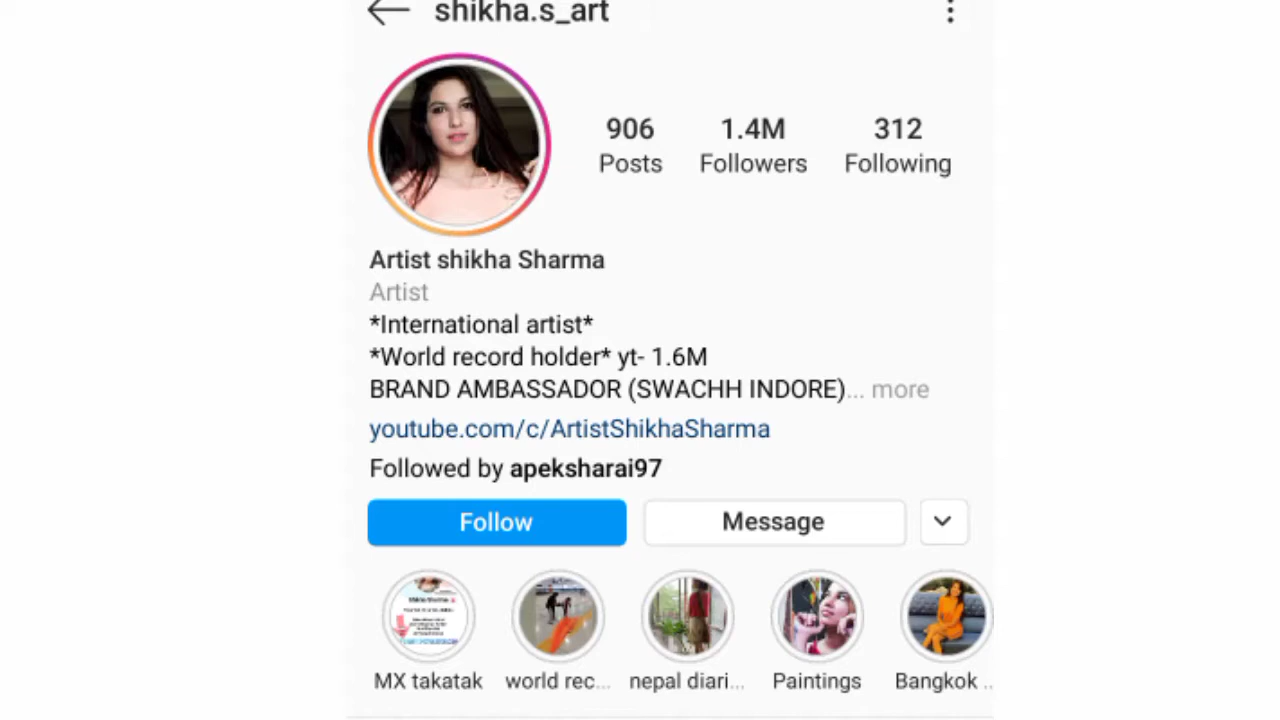 shikha.s_art
906 1.4M 312
Posts Followers Following
Artist shikha Sharma
Artist
*International artist*
*World record holder* yt- 1.6M
BRAND AMBASSADOR (SWACHH INDORE)... more
youtube.com/c/ArtistShikhaSharma
Followed by apeksharai97
Follow Message
MX takatak world rec... nepal diari... Paintings Bangkok ..